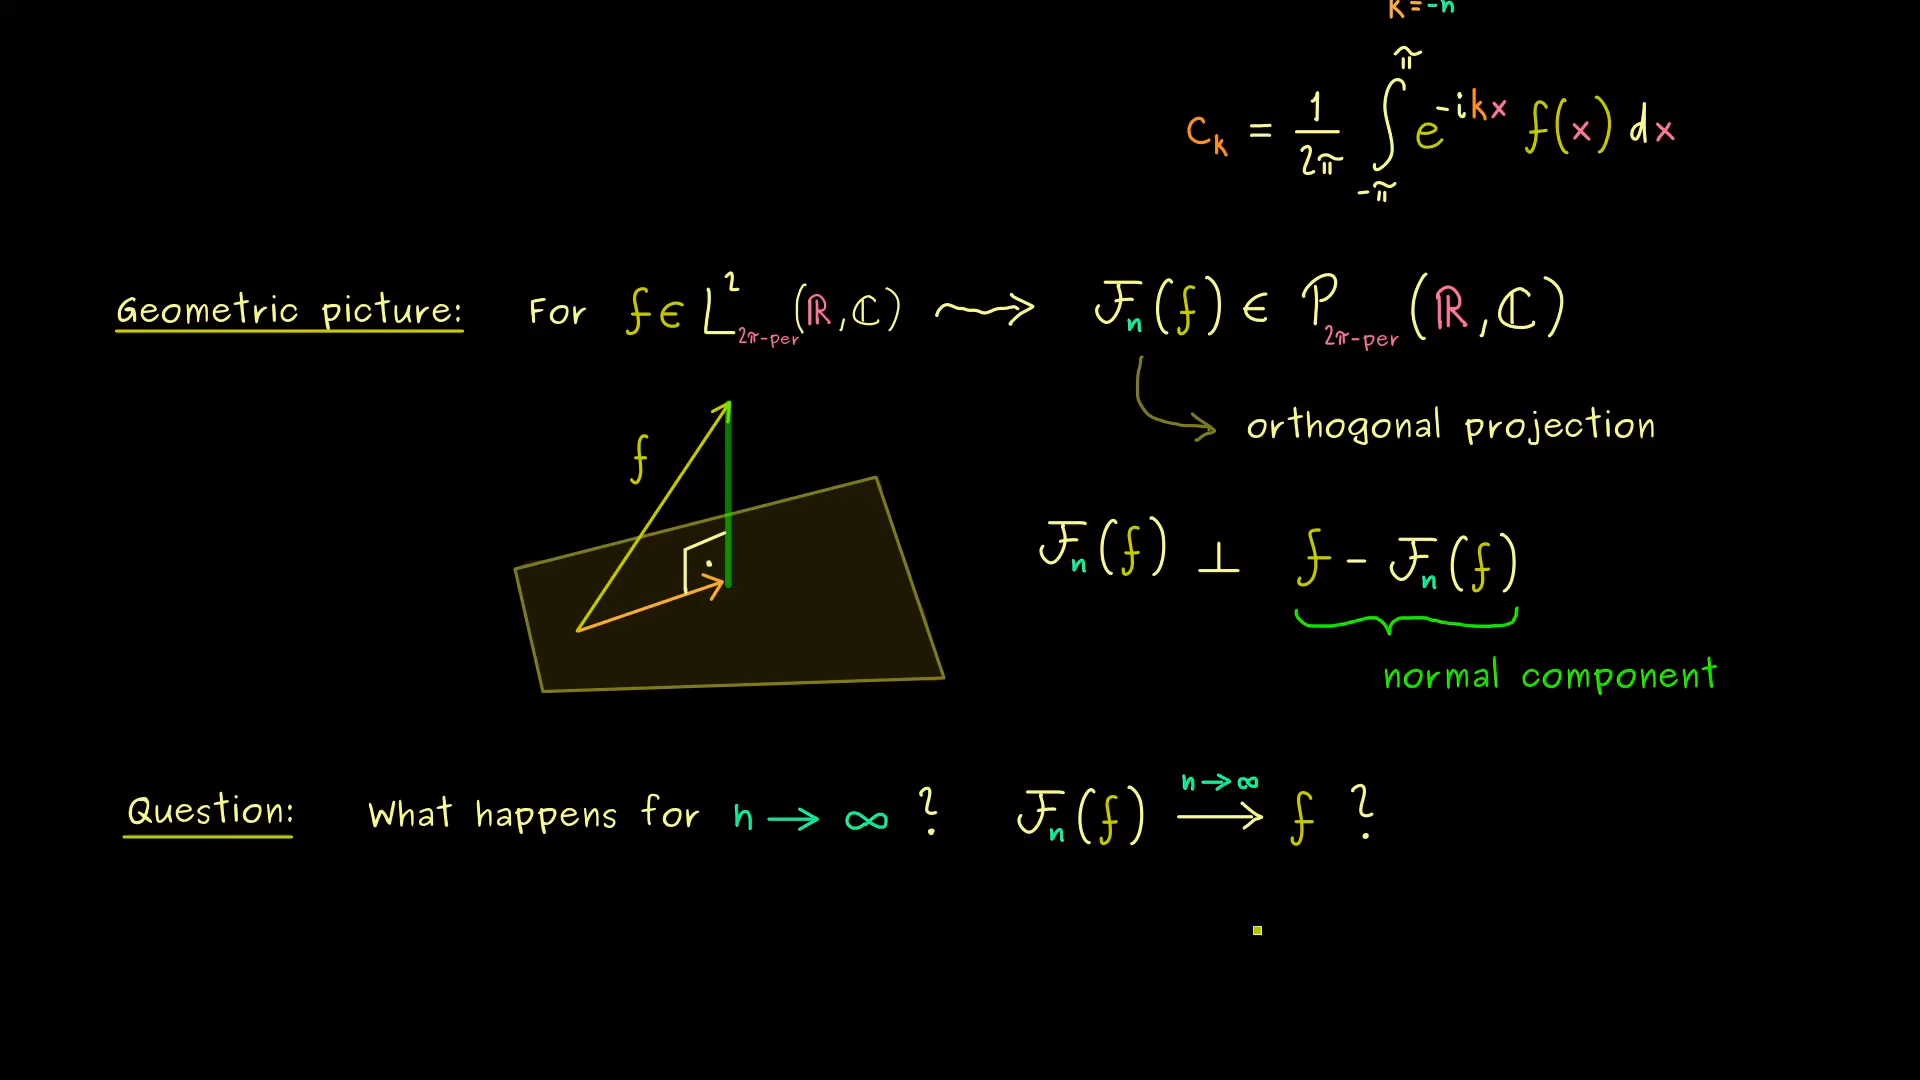 k=-n
c_k = 1/2π ∫_{-π}^{π} e^{-ikx} f(x) dx
Geometric picture: For f ∈ L²_{2π-per}(ℝ, ℂ) ⇝ ℱ_n(f) ∈ 𝒫_{2π-per}(ℝ, ℂ)
orthogonal projection
f
ℱ_n(f) ⊥ f - ℱ_n(f)
normal component
Question: What happens for n → ∞ ? ℱ_n(f) \xrightarrow{n→∞} f ?